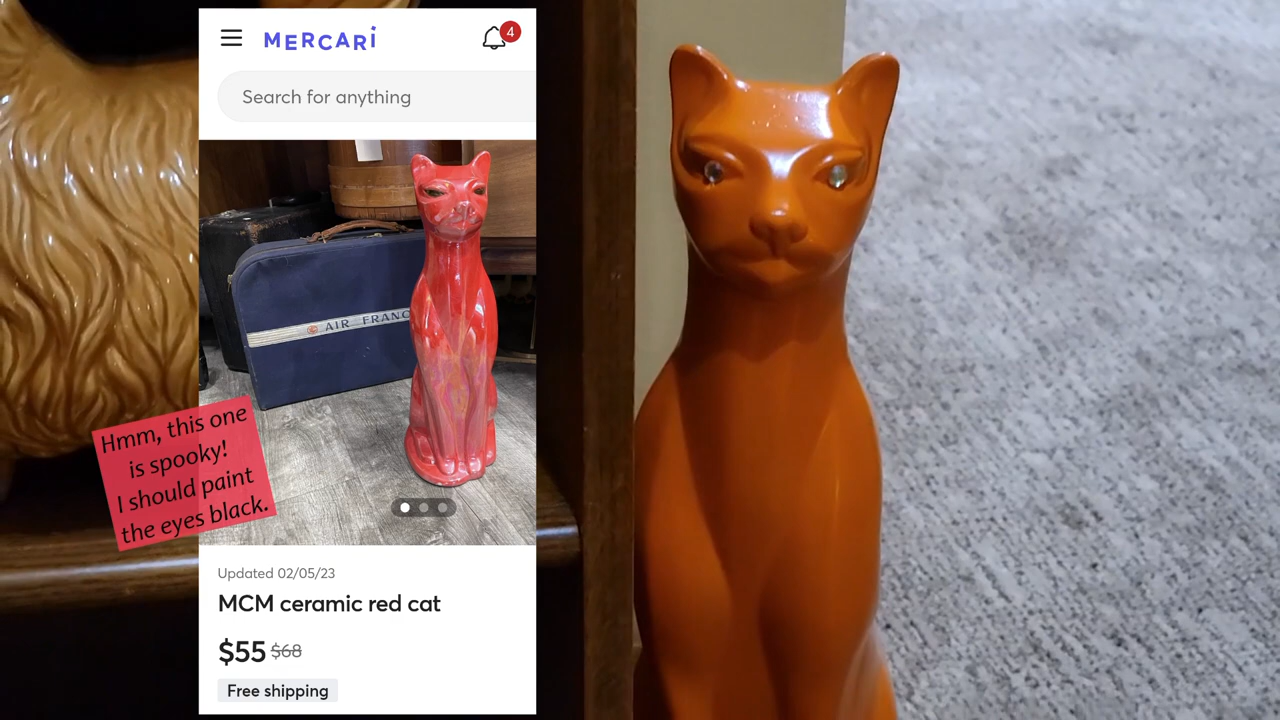 MERCARI
4
Search for anything
AIR FRANC
Hmm, this one
is spooky!
I should paint
the eyes black.
Updated 02/05/23
MCM ceramic red cat
$55 $68
Free shipping